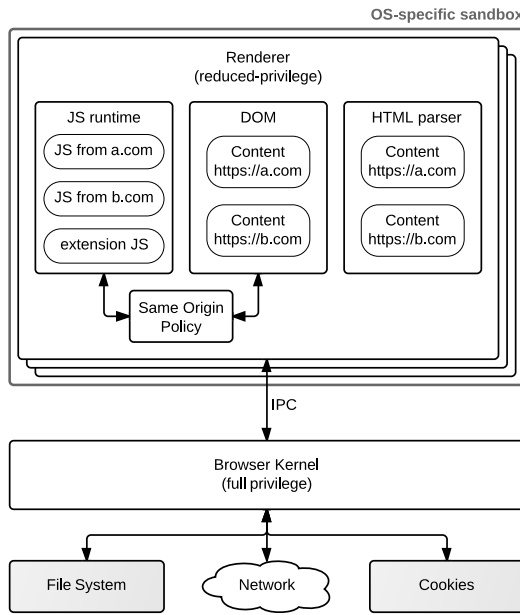 OS-specific sandbox
Renderer
(reduced-privilege)
JS runtime
JS from a.com
JS from b.com
extension JS
DOM
Content
https://a.com
Content
https://b.com
HTML parser
Content
https://a.com
Content
https://b.com
Same Origin
Policy
IPC
Browser Kernel
(full privilege)
File System
Network
Cookies